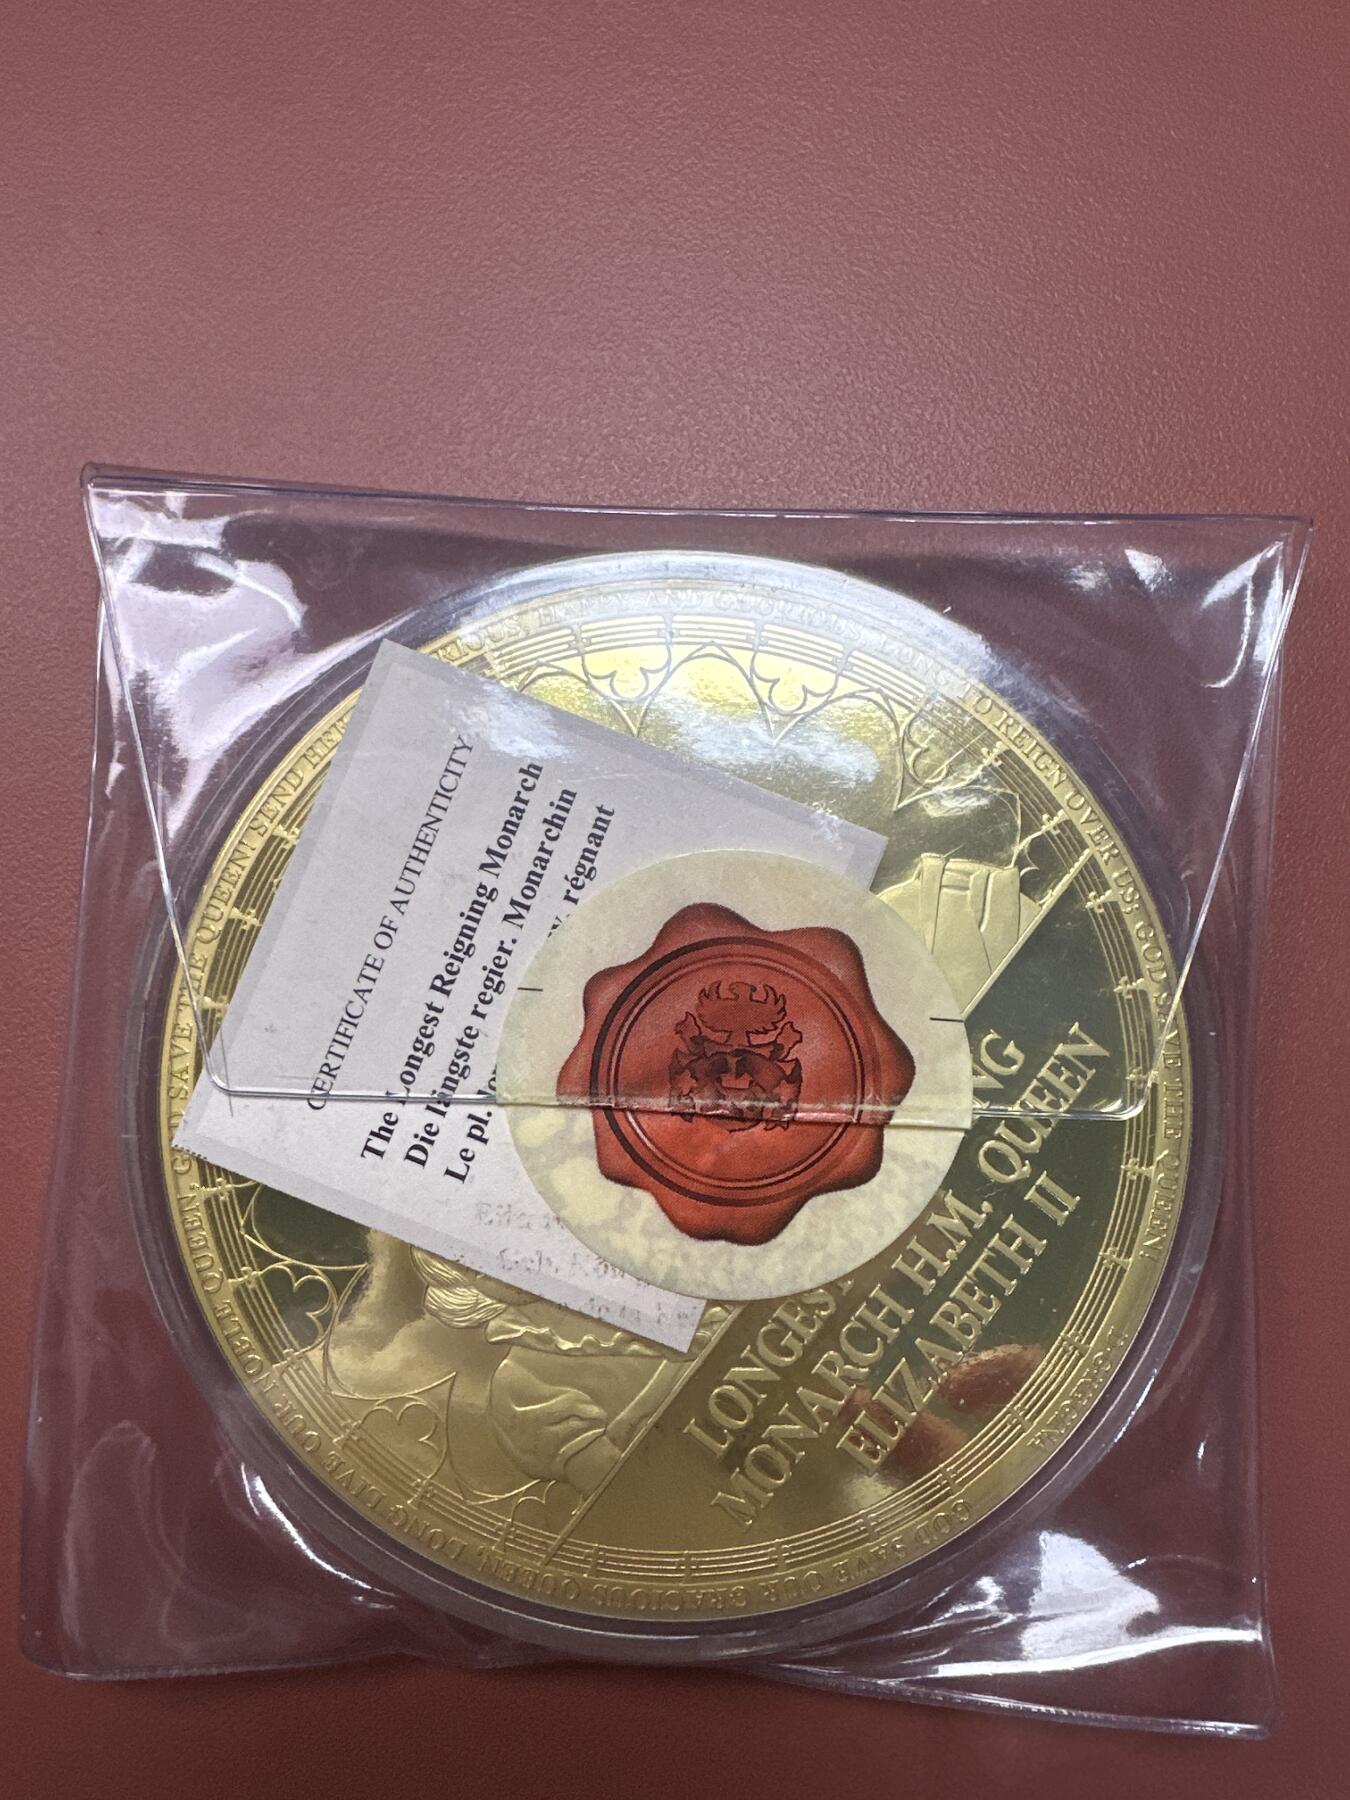 CERTIFICATE OF AUTHENTICITY
The Longest Reigning Monarch
Die längste regier. Monarchin
Le pl. régnant
LONGEST
MONARCH H.M. QUEEN
ELIZABETH II
GOD SAVE OUR GRACIOUS QUEEN, LONG LIVE OUR NOBLE QUEEN, GOD SAVE THE QUEEN! SEND HER HAPPY AND GLORIOUS, LONG TO REIGN OVER US; GOD SAVE THE QUEEN!